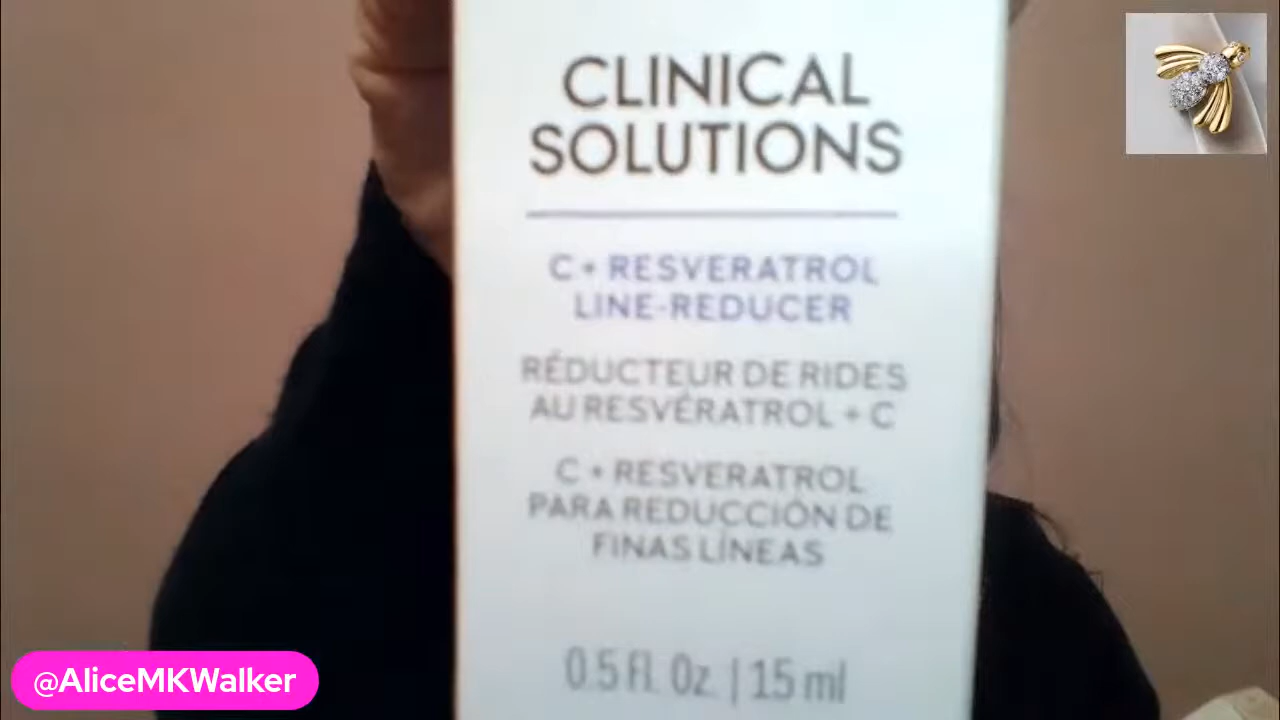 CLINICAL
SOLUTIONS
C + RESVERATROL
LINE-REDUCER
RÉDUCTEUR DE RIDES
AU RESVÉRATROL + C
C + RESVERATROL
PARA REDUCCIÓN DE
FINAS LÍNEAS
0.5 Fl. Oz. | 15 ml
@AliceMKWalker